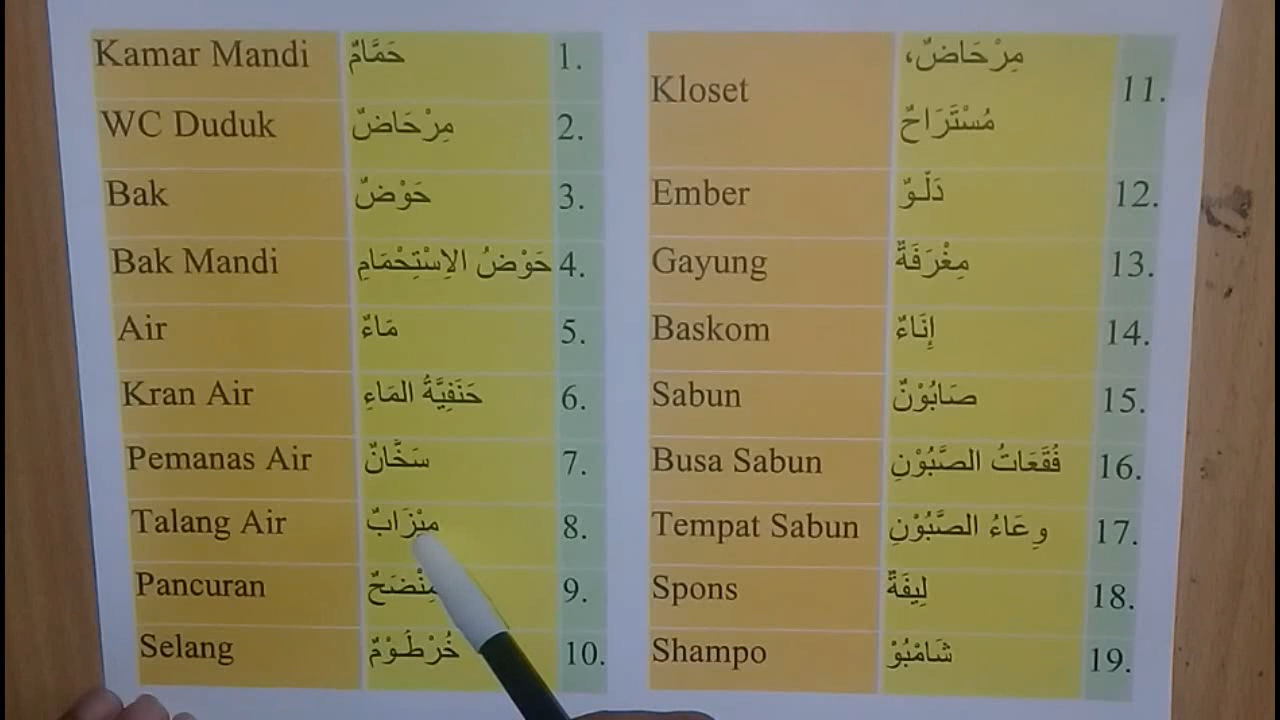 Kamar Mandi حَمَّامٌ 1.
WC Duduk مِرْحَاضٌ 2.
Bak حَوْضٌ 3.
Bak Mandi حَوْضُ الاِسْتِحْمَامِ 4.
Air مَاءٌ 5.
Kran Air حَنَفِيَّةُ المَاءِ 6.
Pemanas Air سَخَّانٌ 7.
Talang Air مِيْزَابٌ 8.
Pancuran مِنْضَحٌ 9.
Selang خُرْطُوْمٌ 10.
Kloset مِرْحَاضٌ، 11.
مُسْتَرَاحٌ
Ember دَلْوٌ 12.
Gayung مِغْرَفَةٌ 13.
Baskom إِنَاءٌ 14.
Sabun صَابُوْنٌ 15.
Busa Sabun فُقَعَاتُ الصَّبُوْنِ 16.
Tempat Sabun وِعَاءُ الصَّبُوْنِ 17.
Spons لِيفَةٌ 18.
Shampo شَامْبُوْ 19.